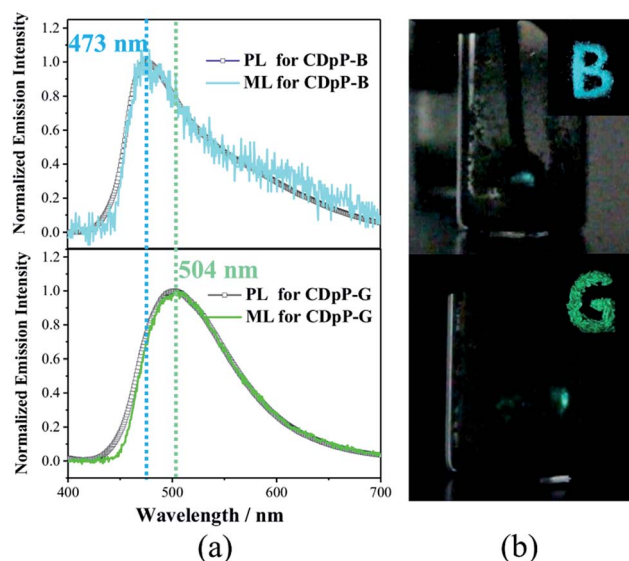 1.2
1.0
0.8
0.6
0.4
0.2
0.0
Normalized Emission Intensity
473 nm
PL for CDpP-B
ML for CDpP-B
1.2
1.0
0.8
0.6
0.4
0.2
0.0
Normalized Emission Intensity
504 nm
PL for CDpP-G
ML for CDpP-G
400
500
600
700
Wavelength / nm
(a)
B
G
(b)